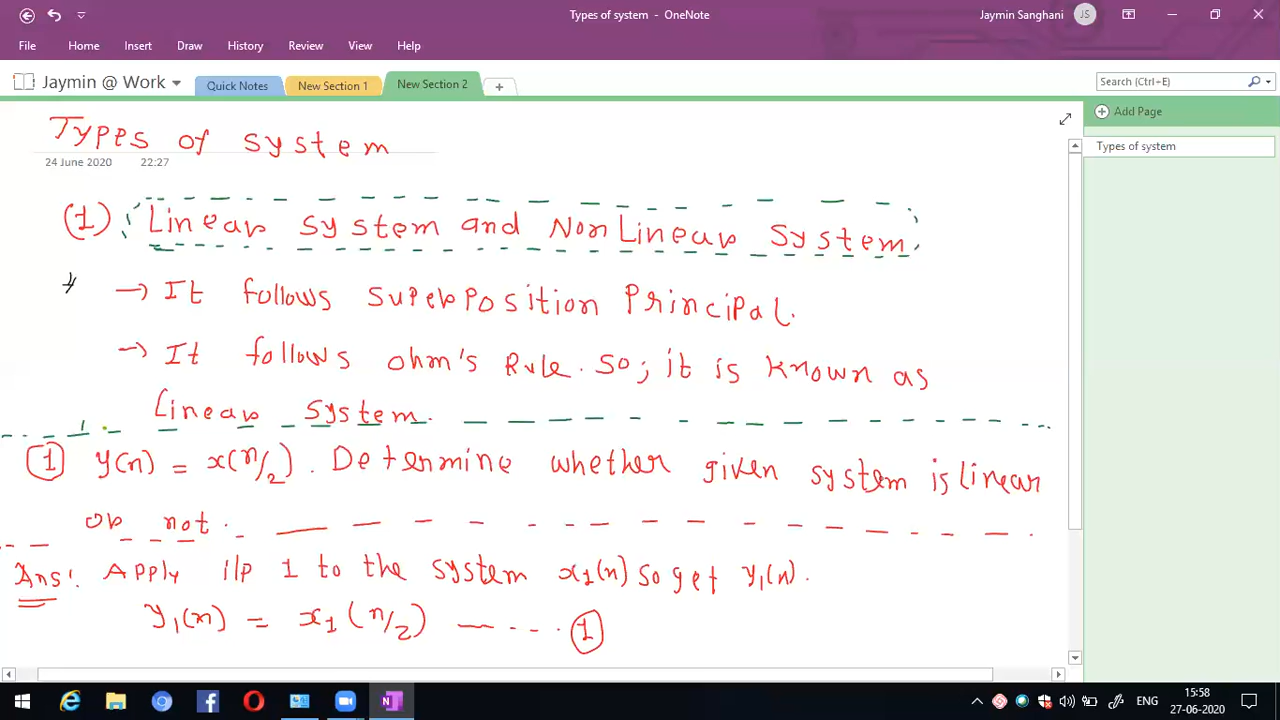 Types of system - OneNote
Jaymin Sanghani
JS
File Home Insert Draw History Review View Help
Jaymin @ Work
Quick Notes
New Section 1
New Section 2
+
Search (Ctrl+E)
Add Page
Types of system
Types of System
24 June 2020 22:27
(1) Linear System and NonLinear System
* → It follows Superposition Principal.
→ It follows ohm's Rule. So; it is known as
Linear System.
① y(n) = x(n/2). Determine whether given system is linear
or not.
Ans: Apply i/p 1 to the system x1(n) so get y1(n).
y1(n) = x1(n/2) — - - - - ①
ENG
15:58
27-06-2020